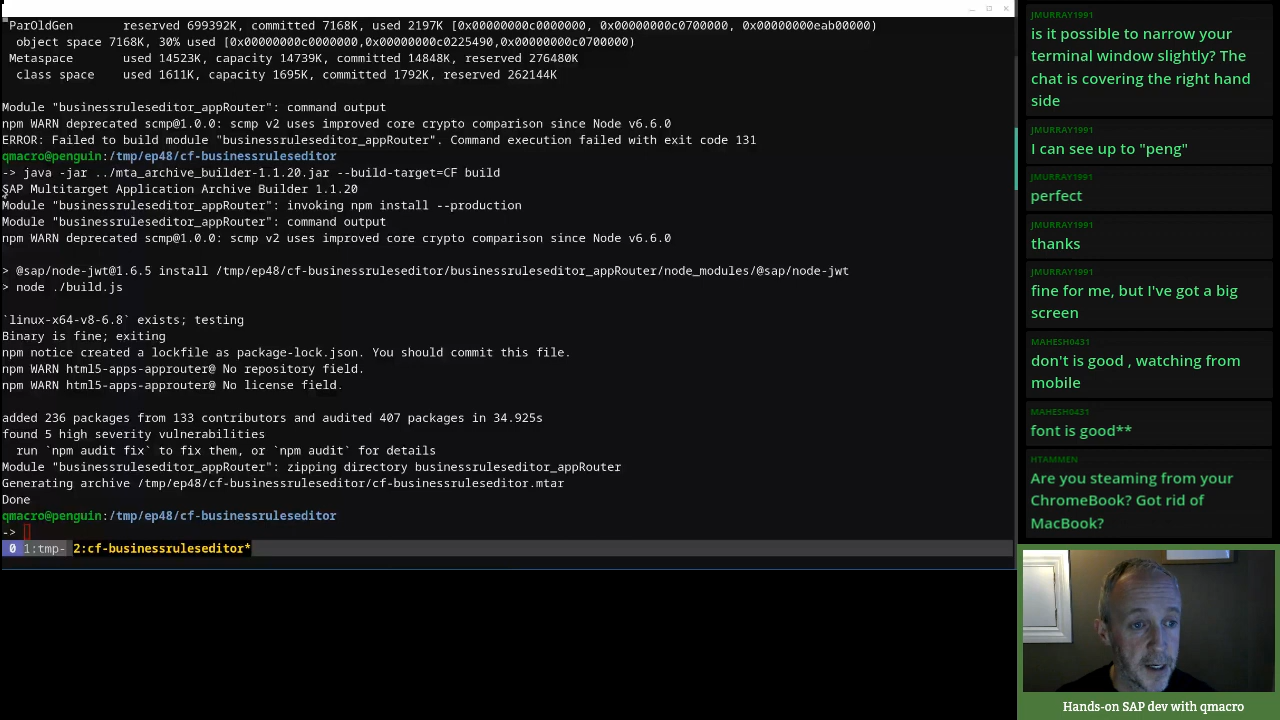 ParOldGen       reserved 699392K, committed 7168K, used 2197K [0x00000000c0000000, 0x00000000c0700000, 0x00000000eab00000)
object space 7168K, 30% used [0x00000000c0000000,0x00000000c0225490,0x00000000c0700000)
Metaspace       used 14523K, capacity 14739K, committed 14848K, reserved 276480K
class space    used 1611K, capacity 1695K, committed 1792K, reserved 262144K
Module "businessruleseditor_appRouter": command output
npm WARN deprecated scmp@1.0.0: scmp v2 uses improved core crypto comparison since Node v6.6.0
ERROR: Failed to build module "businessruleseditor_appRouter". Command execution failed with exit code 131
qmacro@penguin:/tmp/ep48/cf-businessruleseditor
-> java -jar ../mta_archive_builder-1.1.20.jar --build-target=CF build
SAP Multitarget Application Archive Builder 1.1.20
Module "businessruleseditor_appRouter": invoking npm install --production
Module "businessruleseditor_appRouter": command output
npm WARN deprecated scmp@1.0.0: scmp v2 uses improved core crypto comparison since Node v6.6.0
> @sap/node-jwt@1.6.5 install /tmp/ep48/cf-businessruleseditor/businessruleseditor_appRouter/node_modules/@sap/node-jwt
> node ./build.js
`linux-x64-v8-6.8` exists; testing
Binary is fine; exiting
npm notice created a lockfile as package-lock.json. You should commit this file.
npm WARN html5-apps-approuter@ No repository field.
npm WARN html5-apps-approuter@ No license field.
added 236 packages from 133 contributors and audited 407 packages in 34.925s
found 5 high severity vulnerabilities
run `npm audit fix` to fix them, or `npm audit` for details
Module "businessruleseditor_appRouter": zipping directory businessruleseditor_appRouter
Generating archive /tmp/ep48/cf-businessruleseditor/cf-businessruleseditor.mtar
Done
qmacro@penguin:/tmp/ep48/cf-businessruleseditor
->
0 1:tmp- 2:cf-businessruleseditor*
JMURRAY1991
is it possible to narrow your
terminal window slightly? The
chat is covering the right hand
side
JMURRAY1991
I can see up to "peng"
JMURRAY1991
perfect
JMURRAY1991
thanks
JMURRAY1991
fine for me, but I've got a big
screen
MAHESH0431
don't is good , watching from
mobile
MAHESH0431
font is good**
HTAMMEN
Are you steaming from your
ChromeBook? Got rid of
MacBook?
Hands-on SAP dev with qmacro